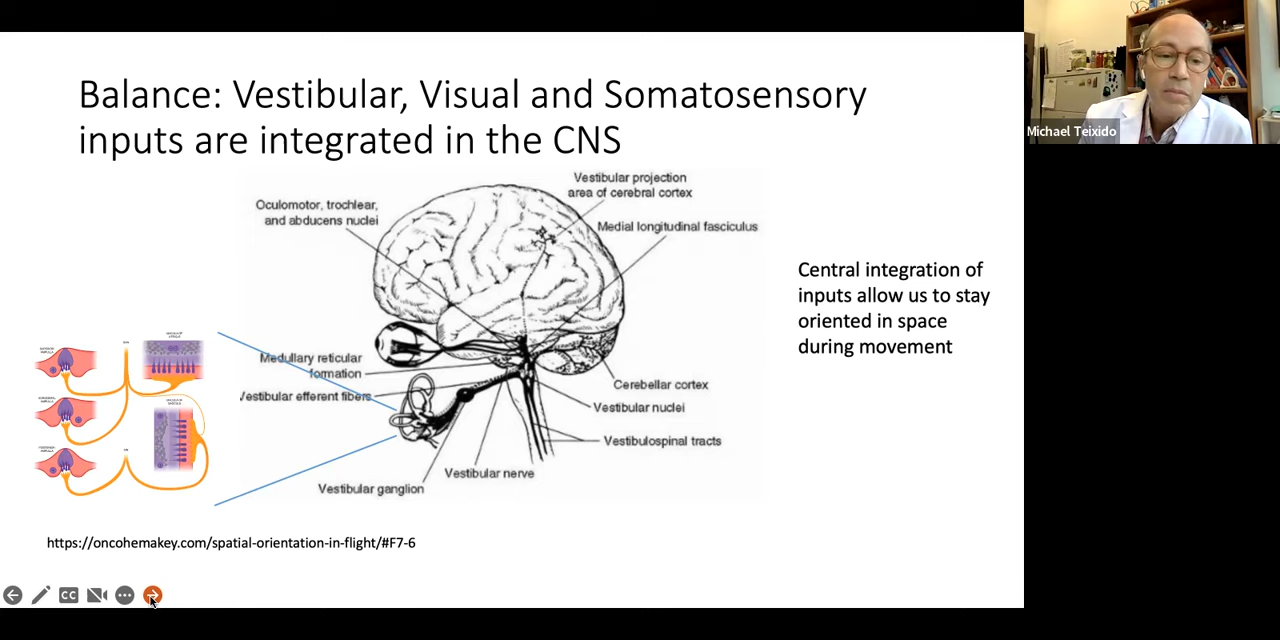 Balance: Vestibular, Visual and Somatosensory
inputs are integrated in the CNS
Michael Teixido
Vestibular projection
area of cerebral cortex
Oculomotor, trochlear,
and abducens nuclei
Medial longitudinal fasciculus
Central integration of
inputs allow us to stay
oriented in space
during movement
Medullary reticular
formation
Vestibular efferent fibers
Cerebellar cortex
Vestibular nuclei
Vestibulospinal tracts
Vestibular nerve
Vestibular ganglion
https://oncohemakey.com/spatial-orientation-in-flight/#F7-6
CC